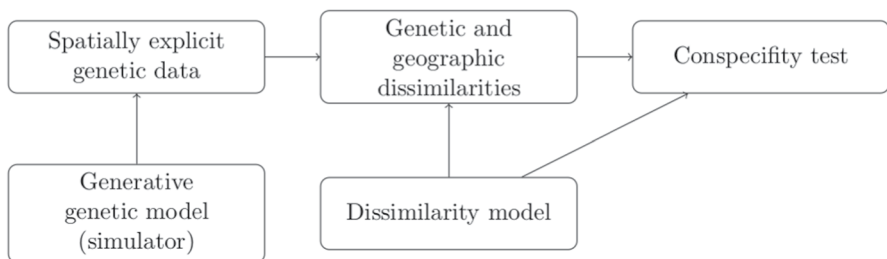 Spatially explicit
genetic data
Genetic and
geographic
dissimilarities
Conspecifity test
Generative
genetic model
(simulator)
Dissimilarity model